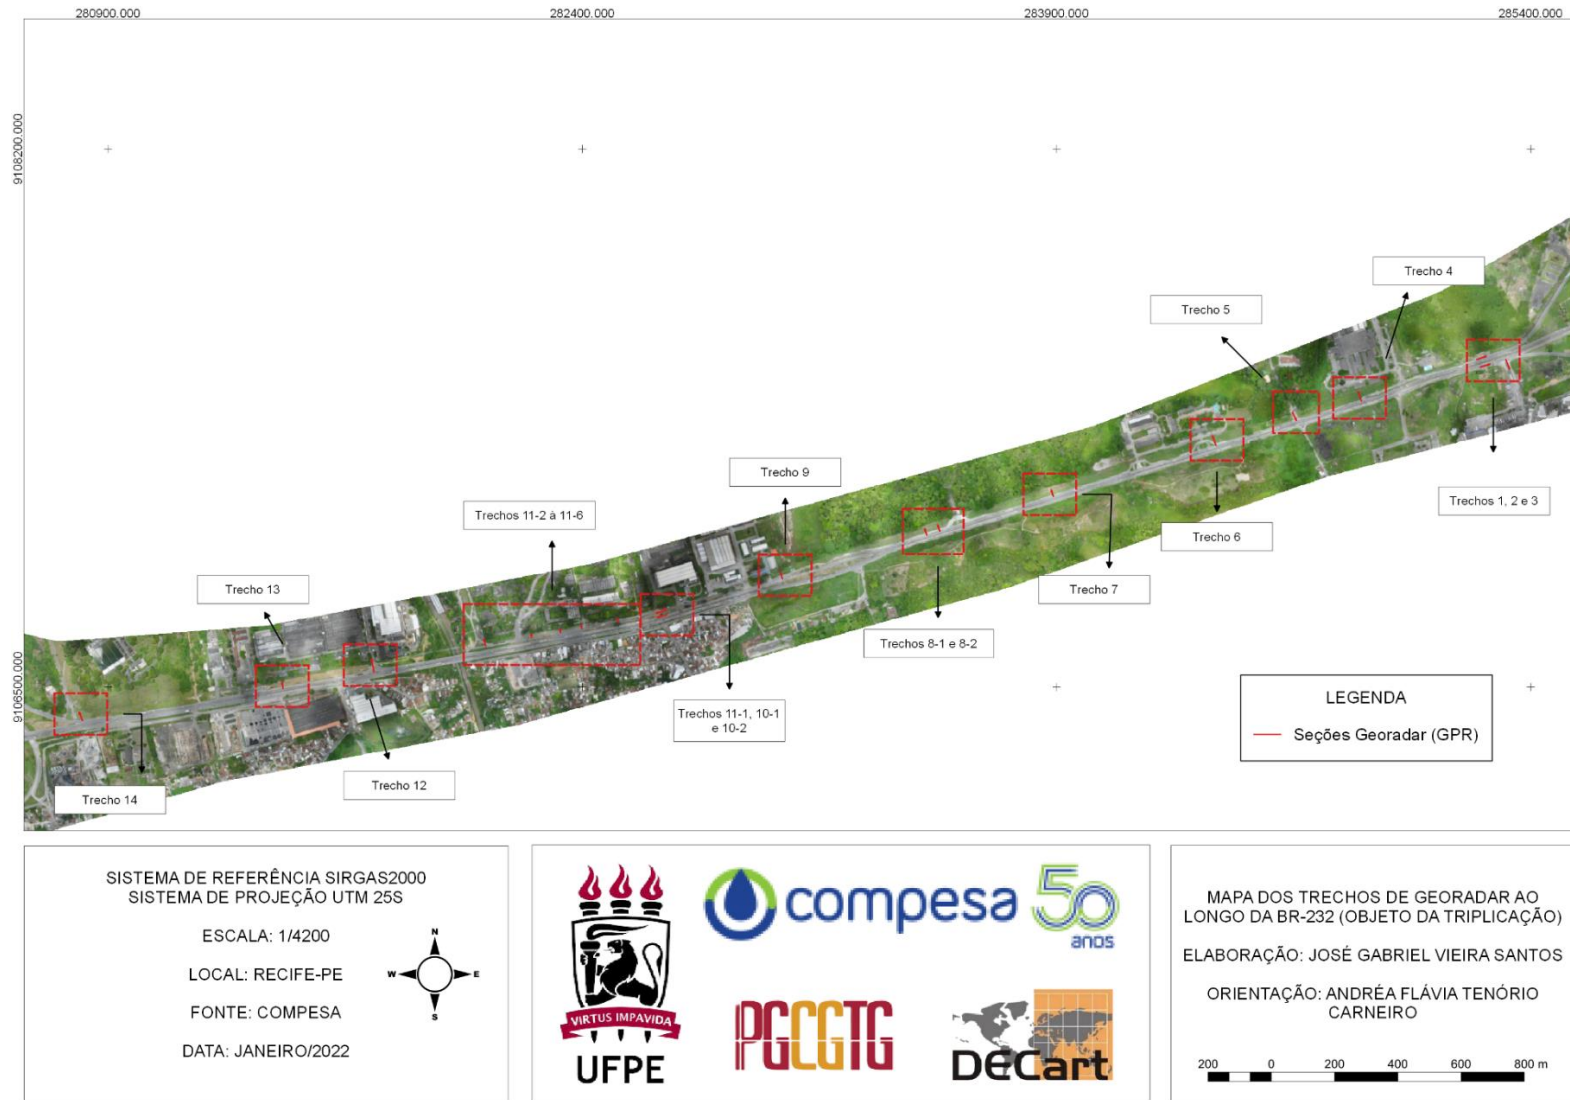 280900.000
282400.000
283900.000
285400.000
9108200.000
9106500.000
Trecho 4
Trecho 5
Trechos 1, 2 e 3
Trecho 9
Trecho 6
Trechos 11-2 à 11-6
Trecho 7
Trecho 13
Trechos 8-1 e 8-2
Trechos 11-1, 10-1
e 10-2
Trecho 12
Trecho 14
LEGENDA
Seções Georadar (GPR)
SISTEMA DE REFERÊNCIA SIRGAS2000
SISTEMA DE PROJEÇÃO UTM 25S
ESCALA: 1/4200
LOCAL: RECIFE-PE
FONTE: COMPESA
DATA: JANEIRO/2022
N
W
E
S
VIRTUS IMPAVIDA
UFPE
compesa
50
anos
PGCGTG
DECart
MAPA DOS TRECHOS DE GEORADAR AO
LONGO DA BR-232 (OBJETO DA TRIPLICAÇÃO)
ELABORAÇÃO: JOSÉ GABRIEL VIEIRA SANTOS
ORIENTAÇÃO: ANDRÉA FLÁVIA TENÓRIO
CARNEIRO
200 0 200 400 600 800 m